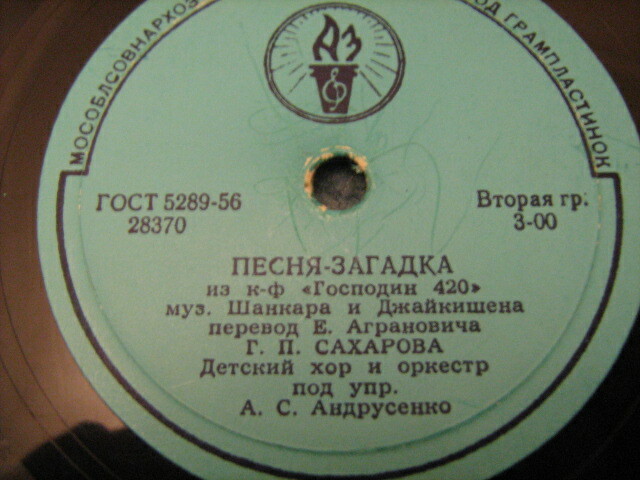 МОСОБЛСОВНАРХОЗ
ГРАМПЛАСТИНОК
АЗ
ГОСТ 5289-56
28370
Вторая гр.
3-00
ПЕСНЯ-ЗАГАДКА
из к-ф «Господин 420»
муз. Шанкара и Джайкишена
перевод Е. Аграновича
Г. П. САХАРОВА
Детский хор и оркестр
под упр.
А. С. Андрусенко